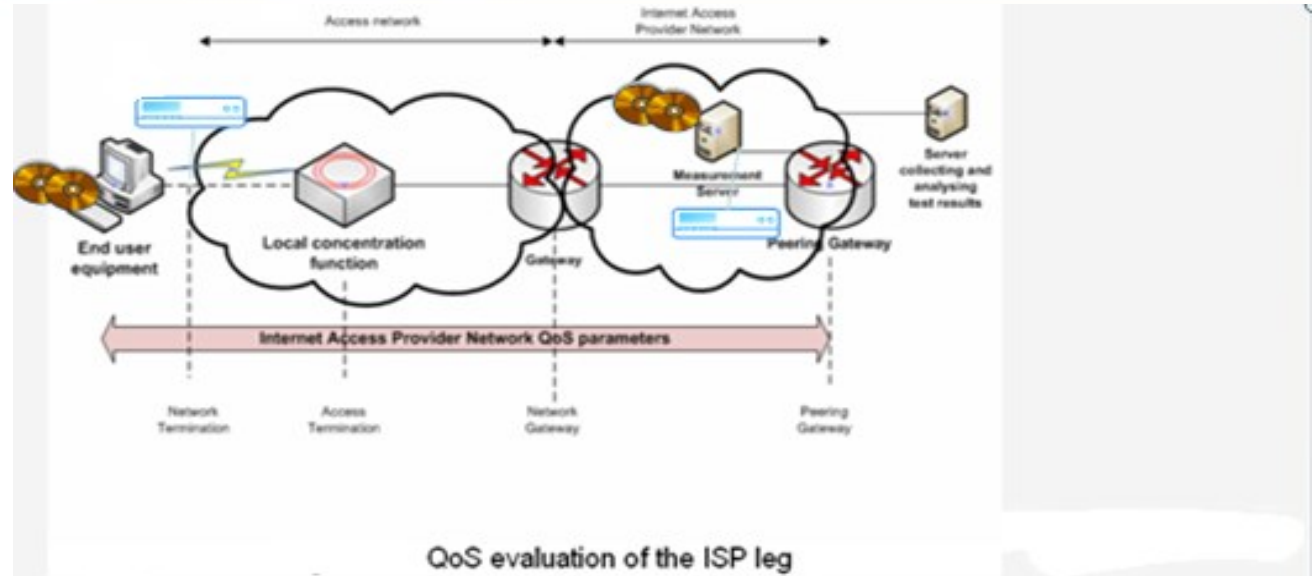 Access network
Internet Access
Provider Network
End user
equipment
Local concentration
function
Gateway
Measurement
Server
Peering Gateway
Server
collecting and
analysing
test results
Internet Access Provider Network QoS parameters
Network
Termination
Access
Termination
Network
Gateway
Peering
Gateway
QoS evaluation of the ISP leg